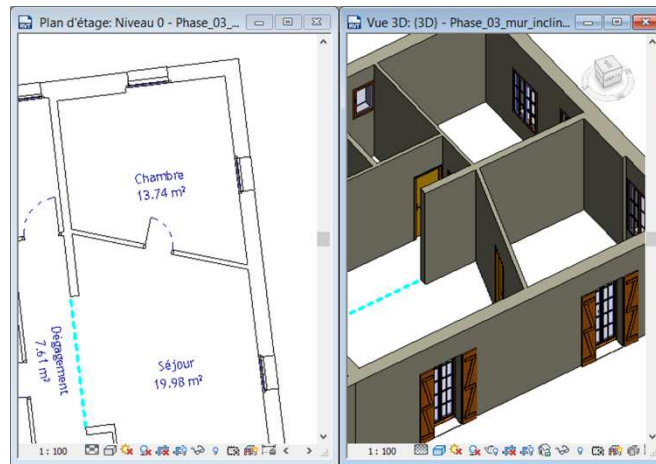 Plan d'étage: Niveau 0 - Phase_03_...
Vue 3D: {3D} - Phase_03_mur_inclin...
Chambre
13.74 m²
Dégagement
7.61 m²
Séjour
19.98 m²
1 : 100
1 : 100